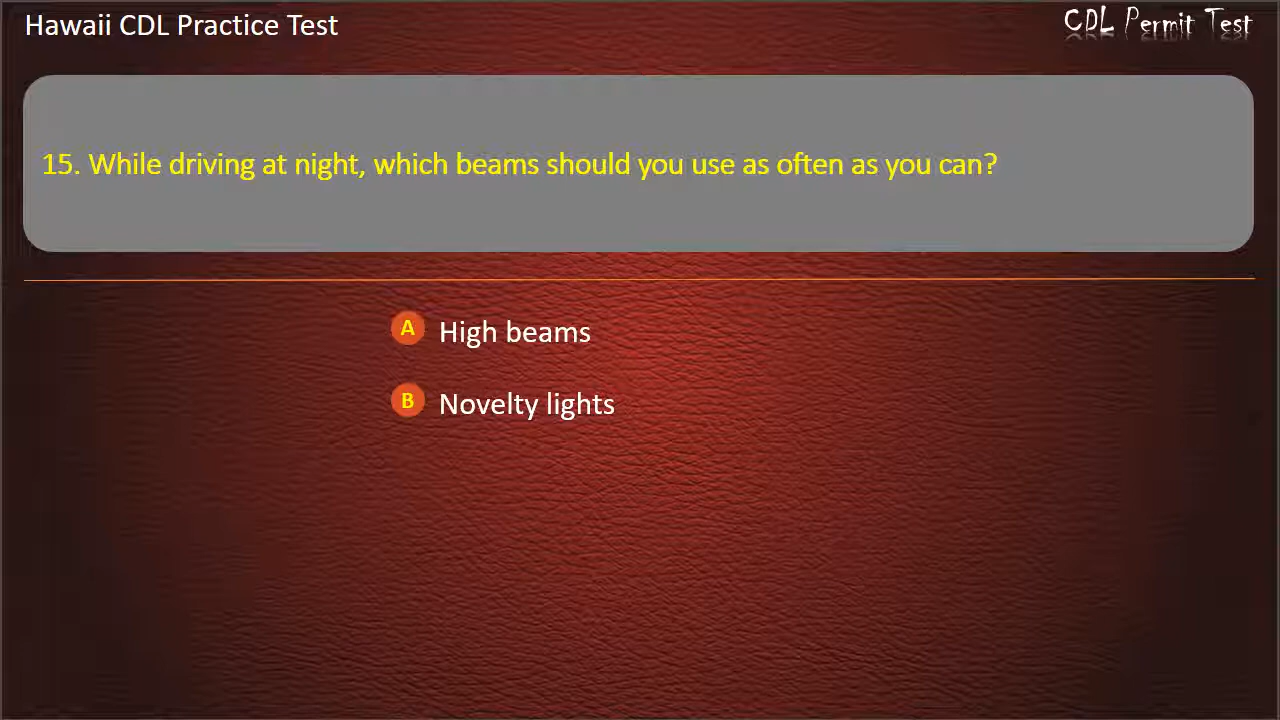 Hawaii CDL Practice Test
CDL Permit Test
15. While driving at night, which beams should you use as often as you can?
A High beams
B Novelty lights